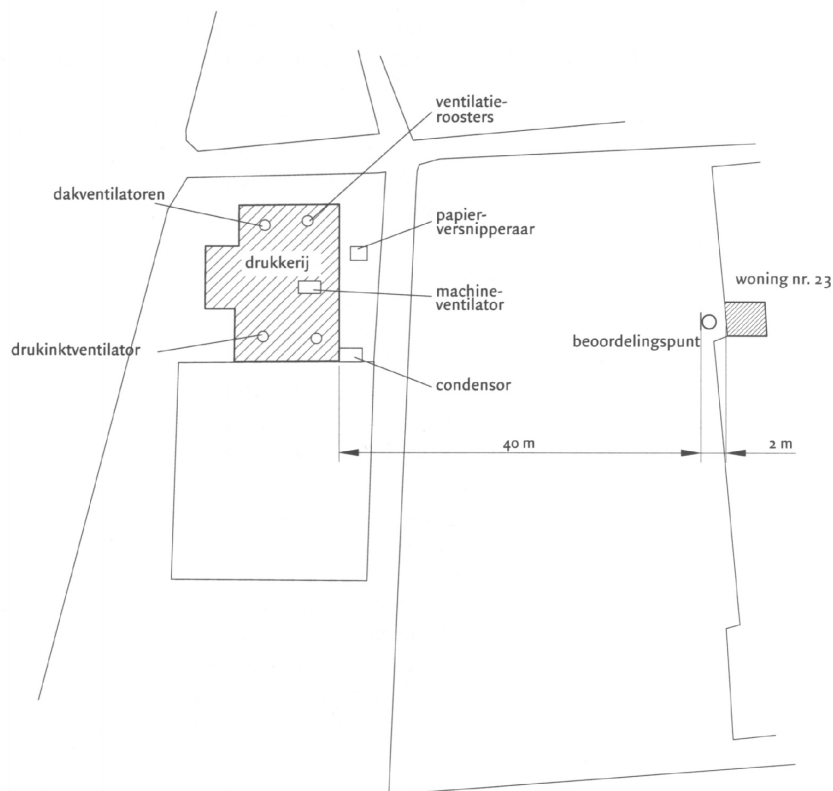 ventilatie-
roosters
dakventilatoren
papier-
versnipperaar
drukkerij
woning nr. 23
machine-
ventilator
beoordelingspunt
drukinktventilator
condensor
40 m
2 m